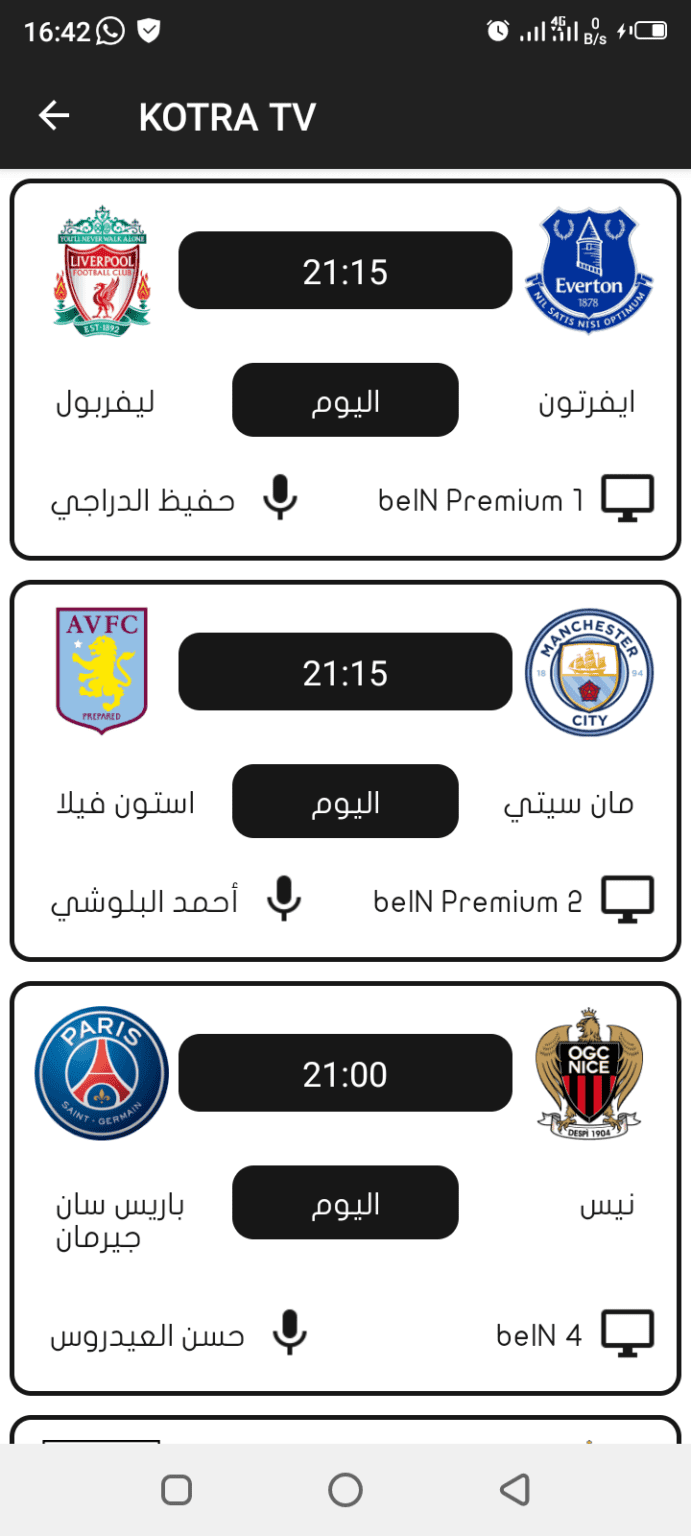 16:42
4G
0
B/s
KOTRA TV
YOU'LL NEVER WALK ALONE
LIVERPOOL
FOOTBALL CLUB
EST·1892
21:15
Everton
1878
NIL SATIS NISI OPTIMUM
ليفربول
اليوم
ايفرتون
حفيظ الدراجي
beIN Premium 1
AVFC
PREPARED
21:15
MANCHESTER
18 94
CITY
استون فيلا
اليوم
مان سيتي
أحمد البلوشي
beIN Premium 2
PARIS
SAINT-GERMAIN
21:00
OGC
NICE
DESPI 1904
باريس سان
جيرمان
اليوم
نيس
حسن العيدروس
beIN 4